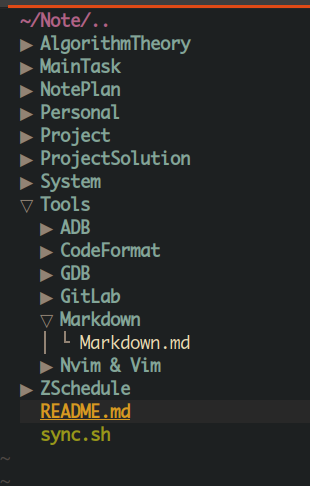 ~/Note/..
▶ AlgorithmTheory
▶ MainTask
▶ NotePlan
▶ Personal
▶ Project
▶ ProjectSolution
▶ System
▽ Tools
▶ ADB
▶ CodeFormat
▶ GDB
▶ GitLab
▽ Markdown
│ └ Markdown.md
▶ Nvim & Vim
▶ ZSchedule
README.md
sync.sh
~
~